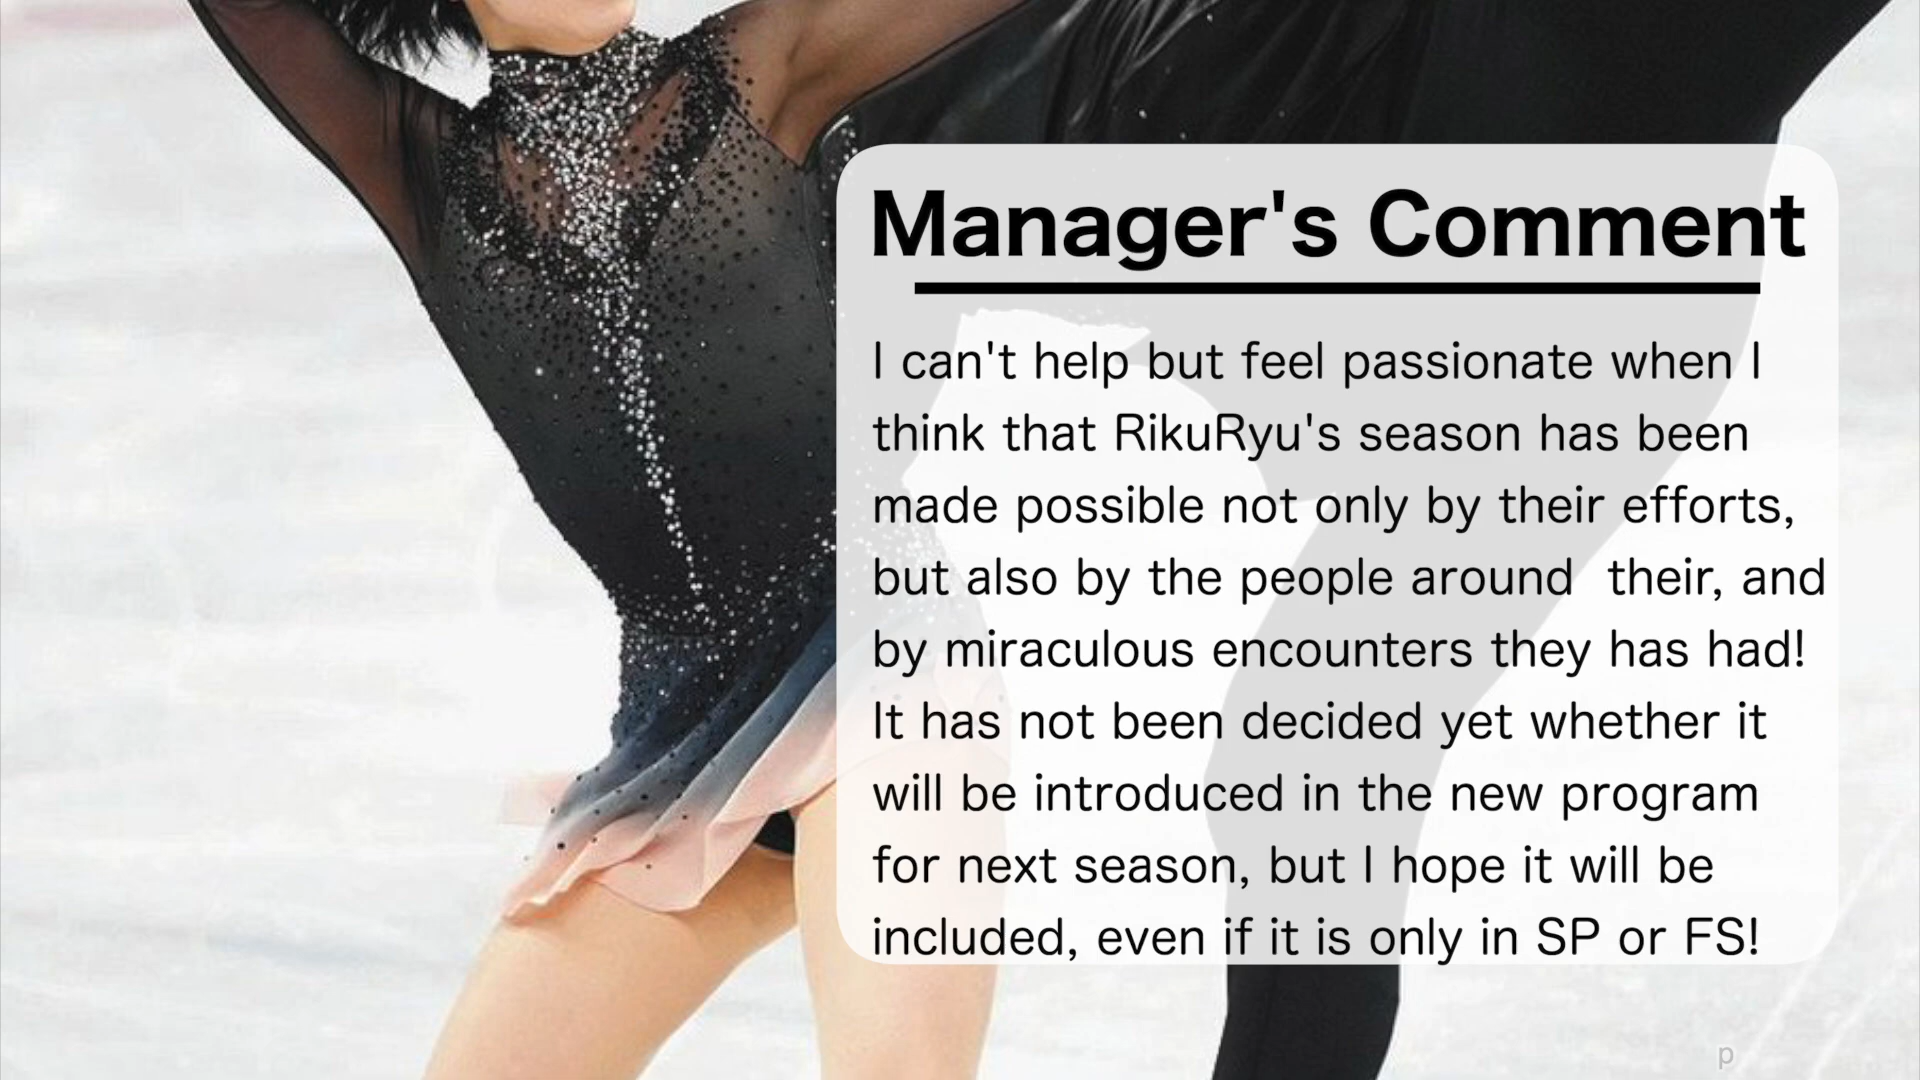 Manager's Comment
I can't help but feel passionate when I
think that RikuRyu's season has been
made possible not only by their efforts,
but also by the people around  their, and
by miraculous encounters they has had!
It has not been decided yet whether it
will be introduced in the new program
for next season, but I hope it will be
included, even if it is only in SP or FS!
p